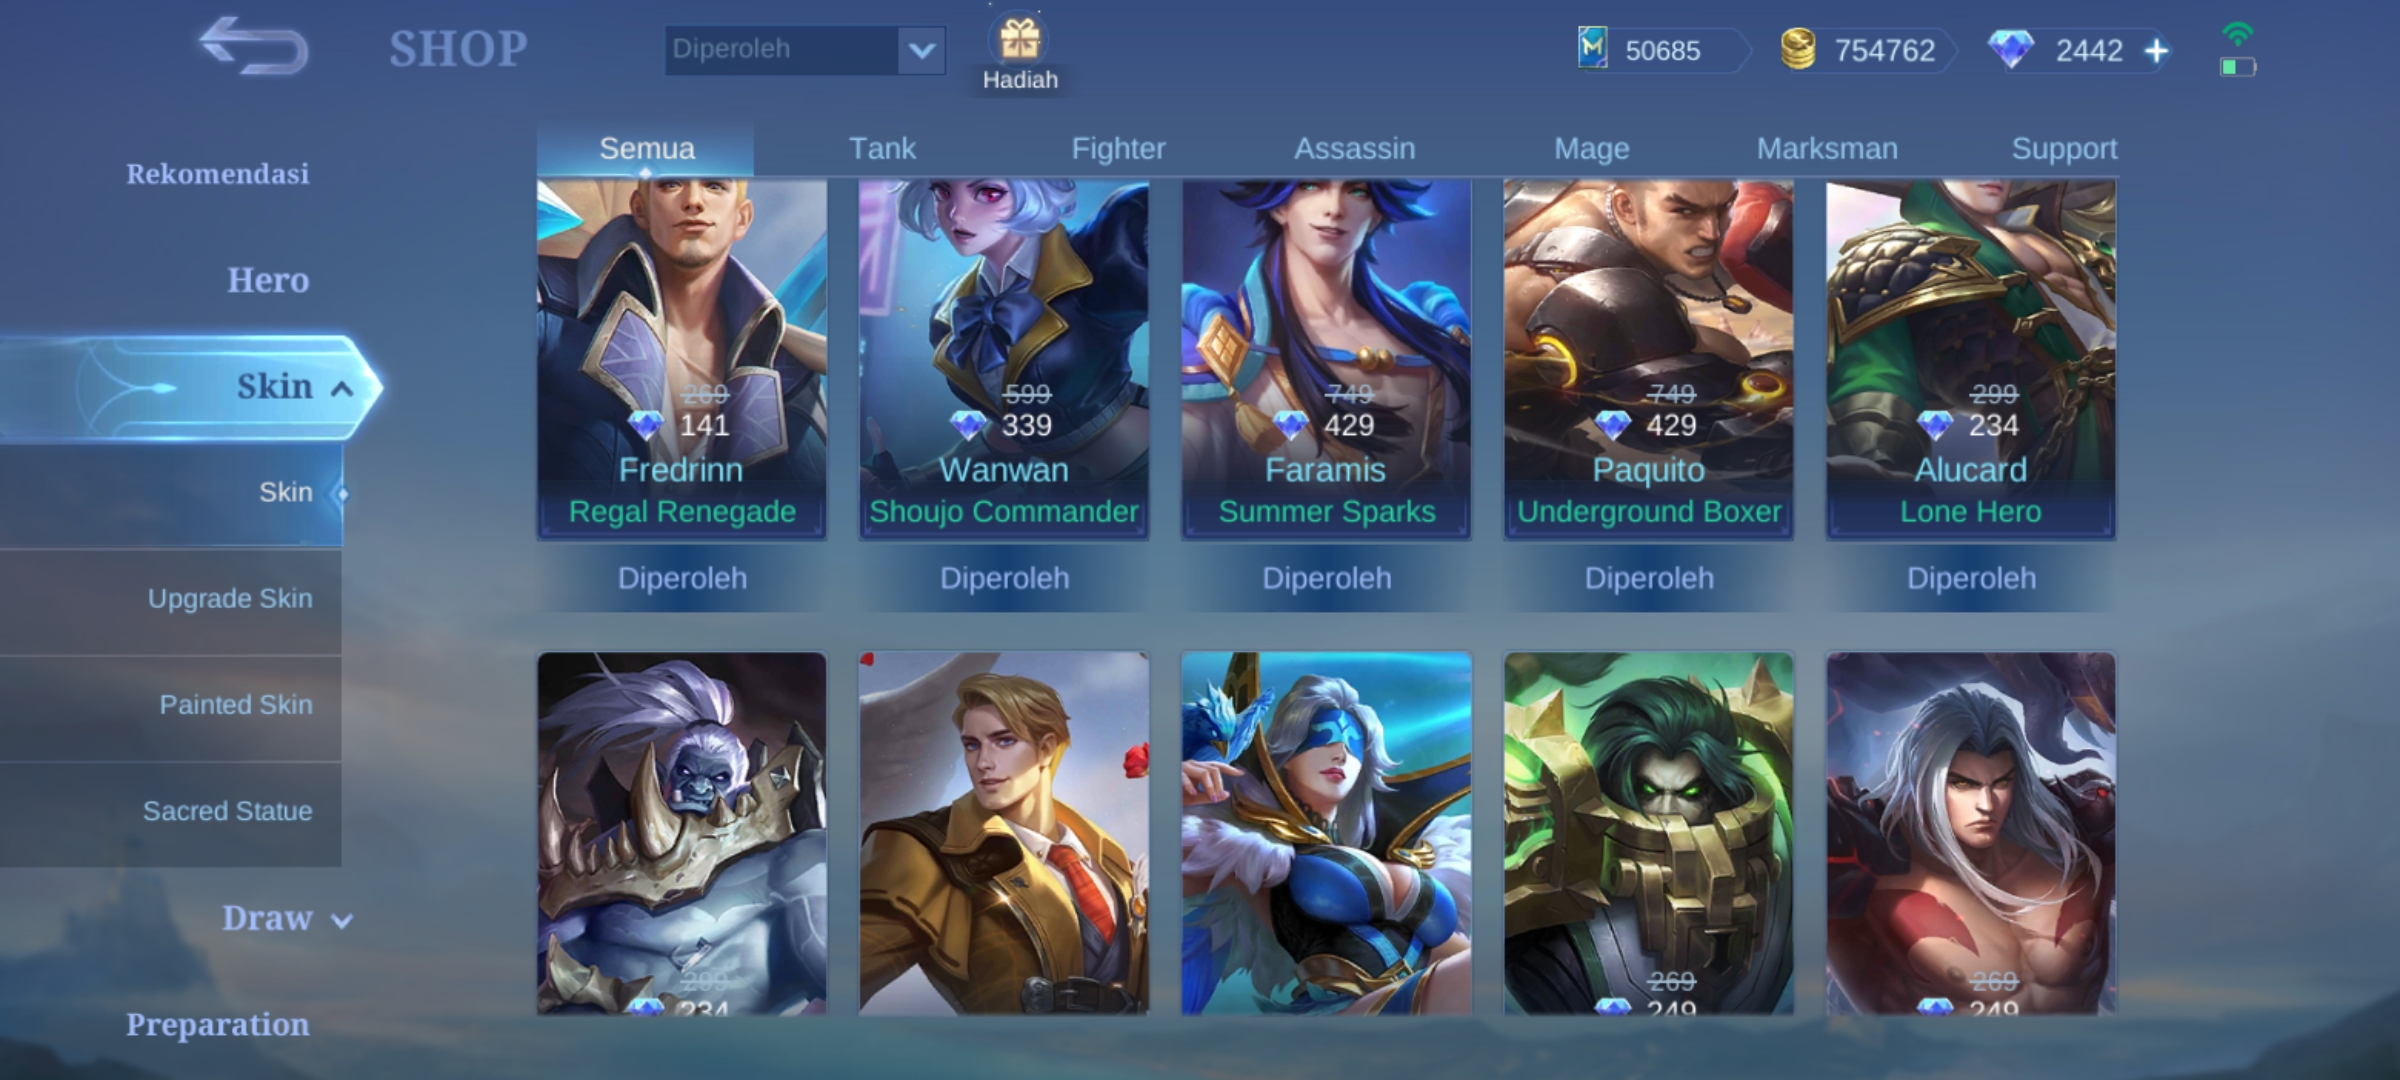 SHOP
Diperoleh
Hadiah
50685
754762
2442
Semua
Tank
Fighter
Assassin
Mage
Marksman
Support
Rekomendasi
Hero
Skin
Skin
Upgrade Skin
Painted Skin
Sacred Statue
Draw
Preparation
269
141
Fredrinn
Regal Renegade
Diperoleh
599
339
Wanwan
Shoujo Commander
Diperoleh
749
429
Faramis
Summer Sparks
Diperoleh
749
429
Paquito
Underground Boxer
Diperoleh
299
234
Alucard
Lone Hero
Diperoleh
299
234
269
249
269
249